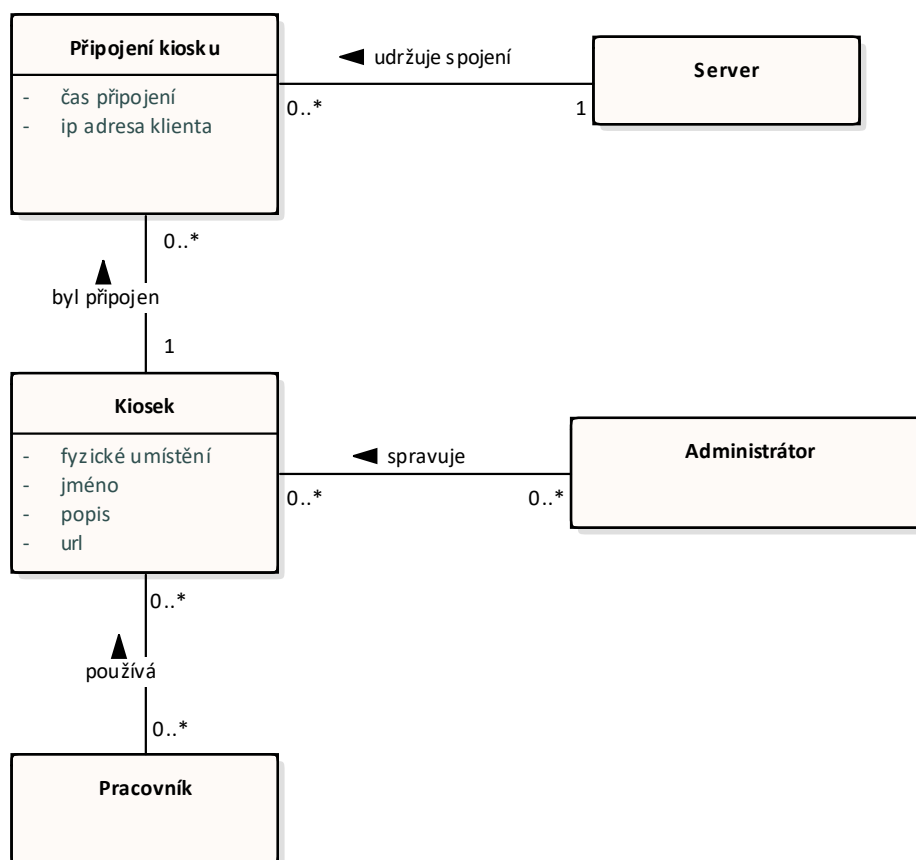 Připojení kiosku
- čas připojení
- ip adresa klienta
◄ udržuje spojení
0..*
1
Server
0..*
▲
byl připojen
1
Kiosek
- fyzické umístění
- jméno
- popis
- url
◄ spravuje
0..*
0..*
Administrátor
0..*
▲
používá
0..*
Pracovník